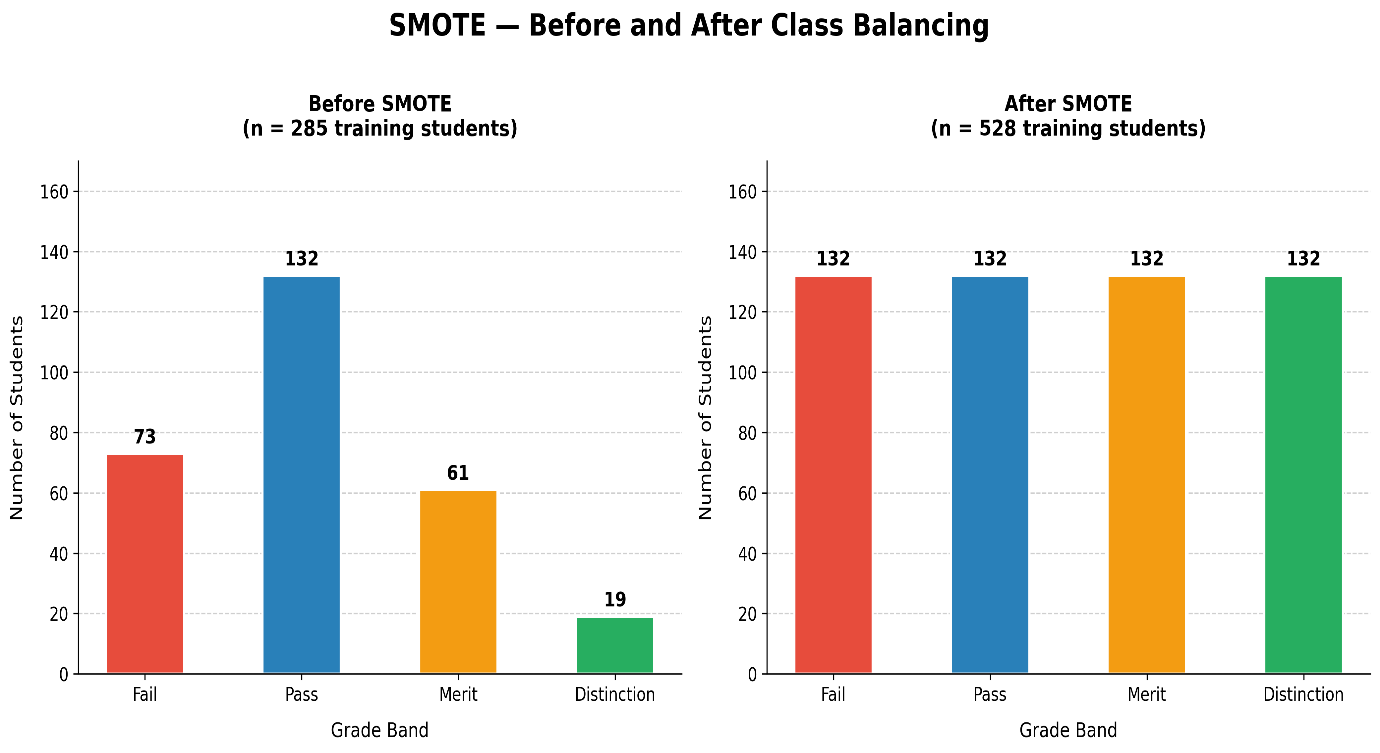 SMOTE — Before and After Class Balancing
Before SMOTE
(n = 285 training students)
Number of Students
160
140
120
100
80
60
40
20
0
73
132
61
19
Fail
Pass
Merit
Distinction
Grade Band
After SMOTE
(n = 528 training students)
Number of Students
160
140
120
100
80
60
40
20
0
132
132
132
132
Fail
Pass
Merit
Distinction
Grade Band